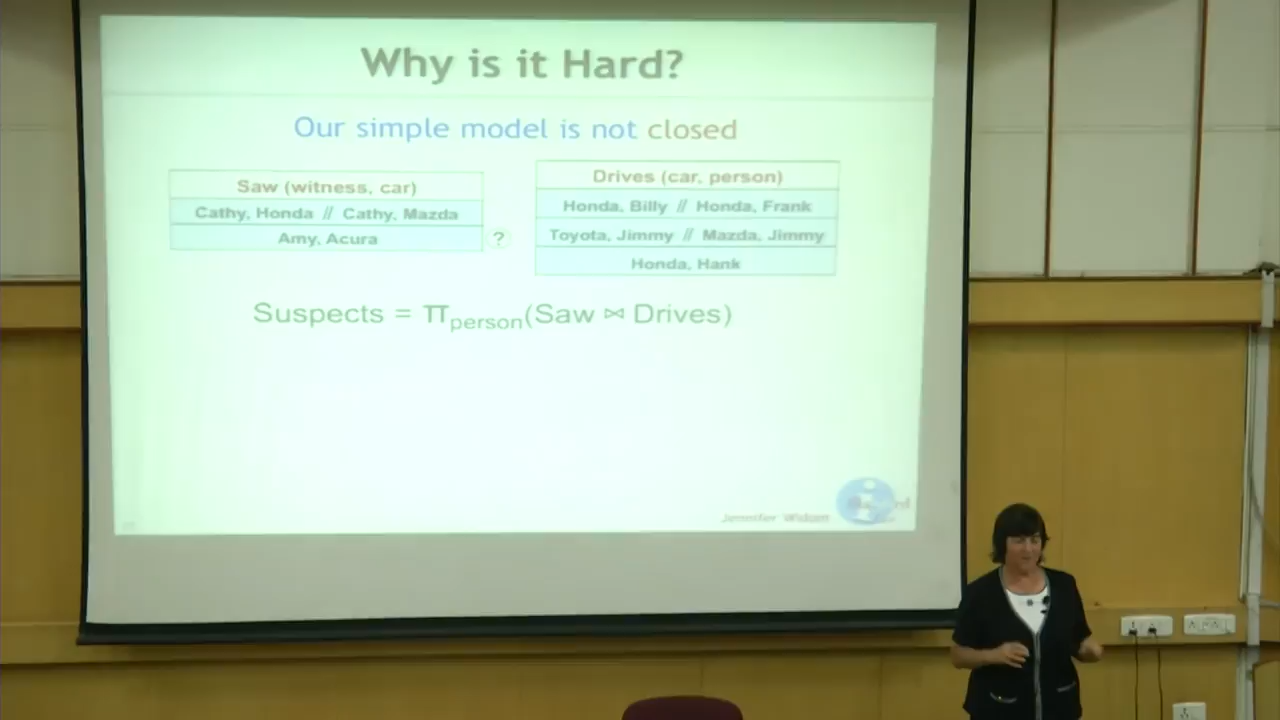 Why is it Hard?
Our simple model is not closed
Saw (witness, car)
Cathy, Honda // Cathy, Mazda
Amy, Acura
?
Drives (car, person)
Honda, Billy // Honda, Frank
Toyota, Jimmy // Mazda, Jimmy
Honda, Hank
Suspects = πperson(Saw ⋈ Drives)
Jennifer Widom